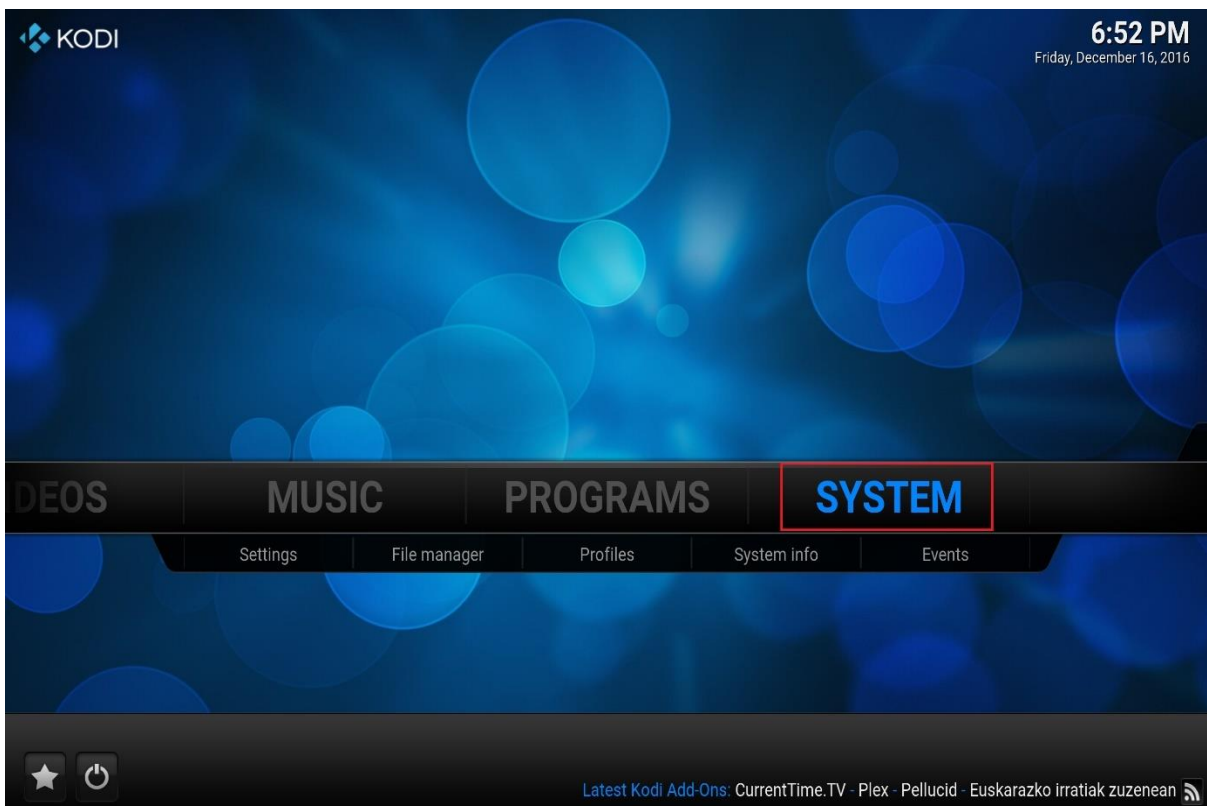 KODI
6:52 PM
Friday, December 16, 2016
IDEOS MUSIC PROGRAMS SYSTEM
Settings File manager Profiles System info Events
Latest Kodi Add-Ons: CurrentTime.TV - Plex - Pellucid - Euskarazko irratiak zuzenean